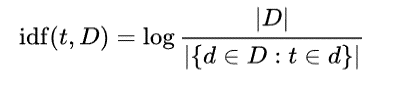 idf(t, D) = log |D| / |{d ∈ D : t ∈ d}|